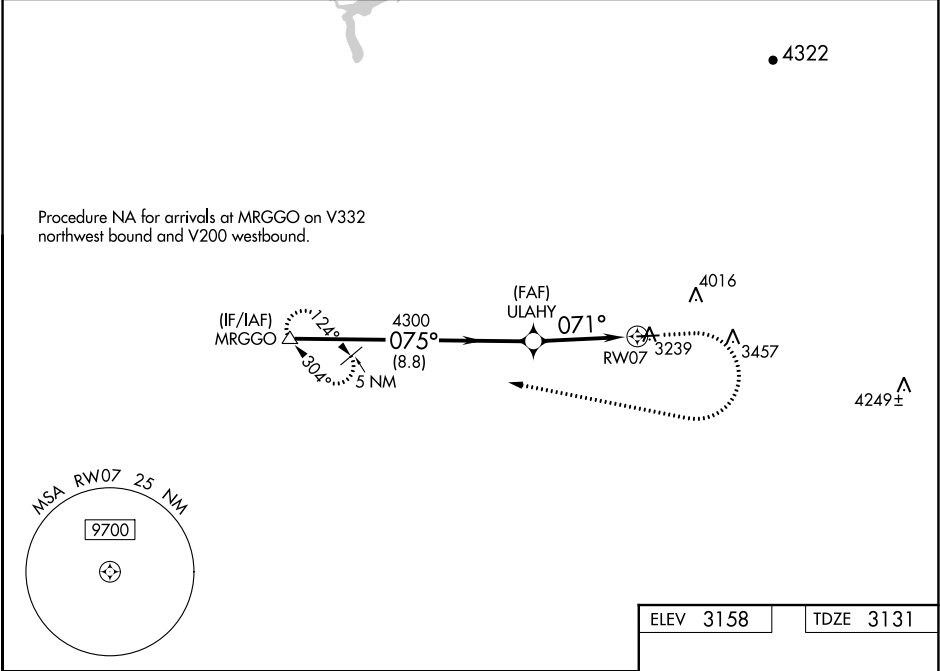 4322
Procedure NA for arrivals at MRGGO on V332
northwest bound and V200 westbound.
4016
(FAF)
ULAHY
(IF/IAF)
MRGGO
124°
4300
075°
(8.8)
071°
RW07
3239
3457
304°
5 NM
4249±
MSA RW07 25 NM
9700
ELEV 3158
TDZE 3131